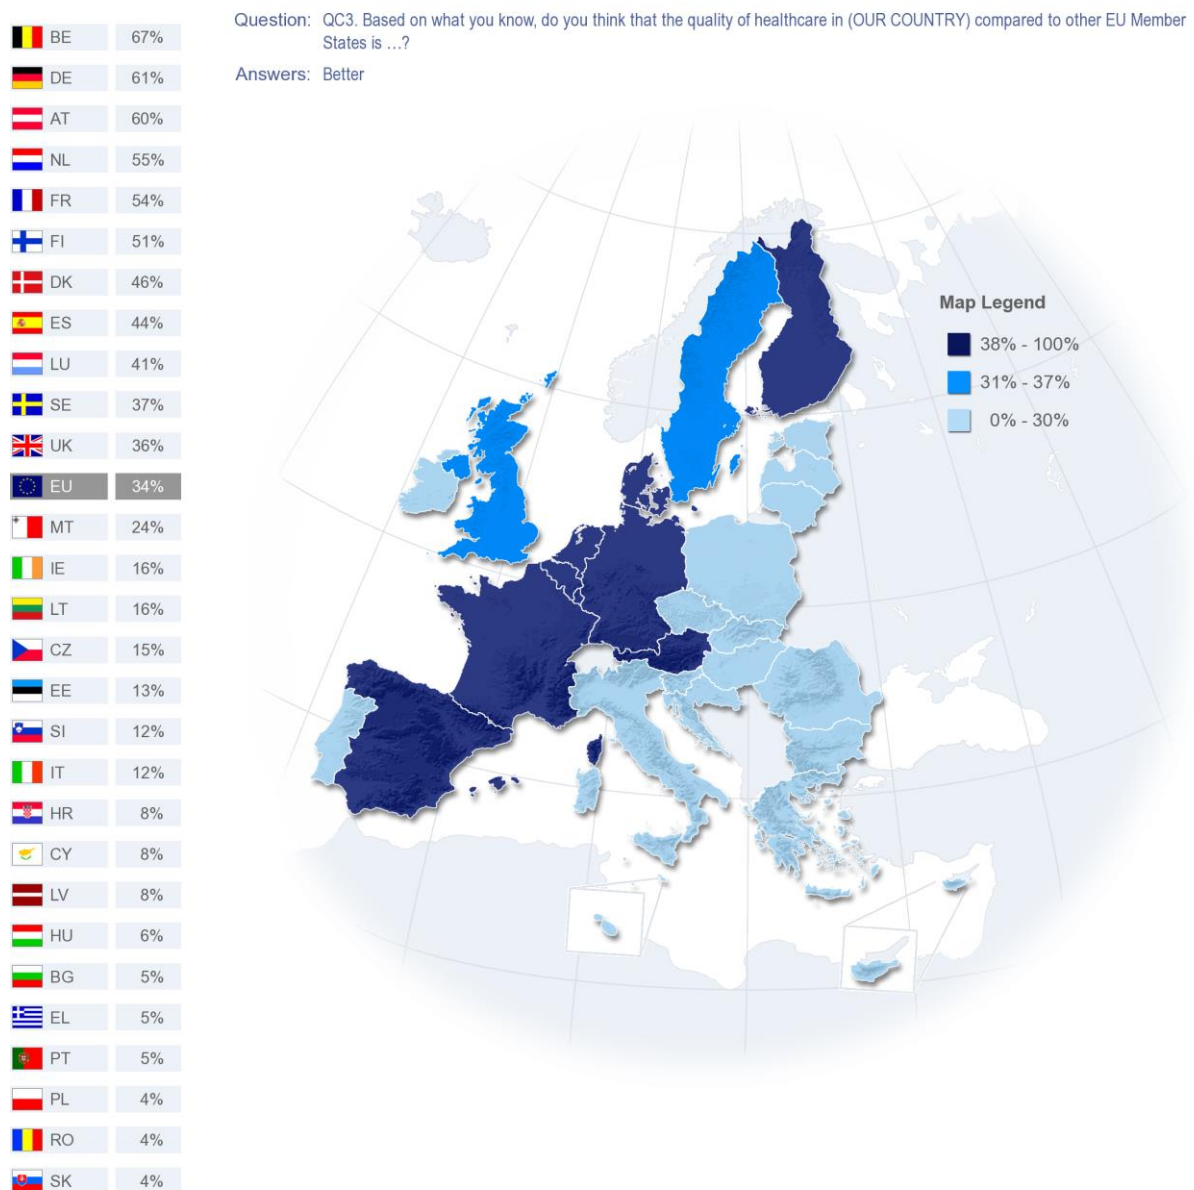 Question: QC3. Based on what you know, do you think that the quality of healthcare in (OUR COUNTRY) compared to other EU Member
States is …?
Answers: Better
BE 67%
DE 61%
AT 60%
NL 55%
FR 54%
FI 51%
DK 46%
ES 44%
LU 41%
SE 37%
UK 36%
EU 34%
MT 24%
IE 16%
LT 16%
CZ 15%
EE 13%
SI 12%
IT 12%
HR 8%
CY 8%
LV 8%
HU 6%
BG 5%
EL 5%
PT 5%
PL 4%
RO 4%
SK 4%
Map Legend
38% - 100%
31% - 37%
0% - 30%